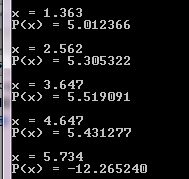 x = 1.363
P(x) = 5.012366
x = 2.562
P(x) = 5.305322
x = 3.647
P(x) = 5.519091
x = 4.647
P(x) = 5.431277
x = 5.734
P(x) = -12.265240